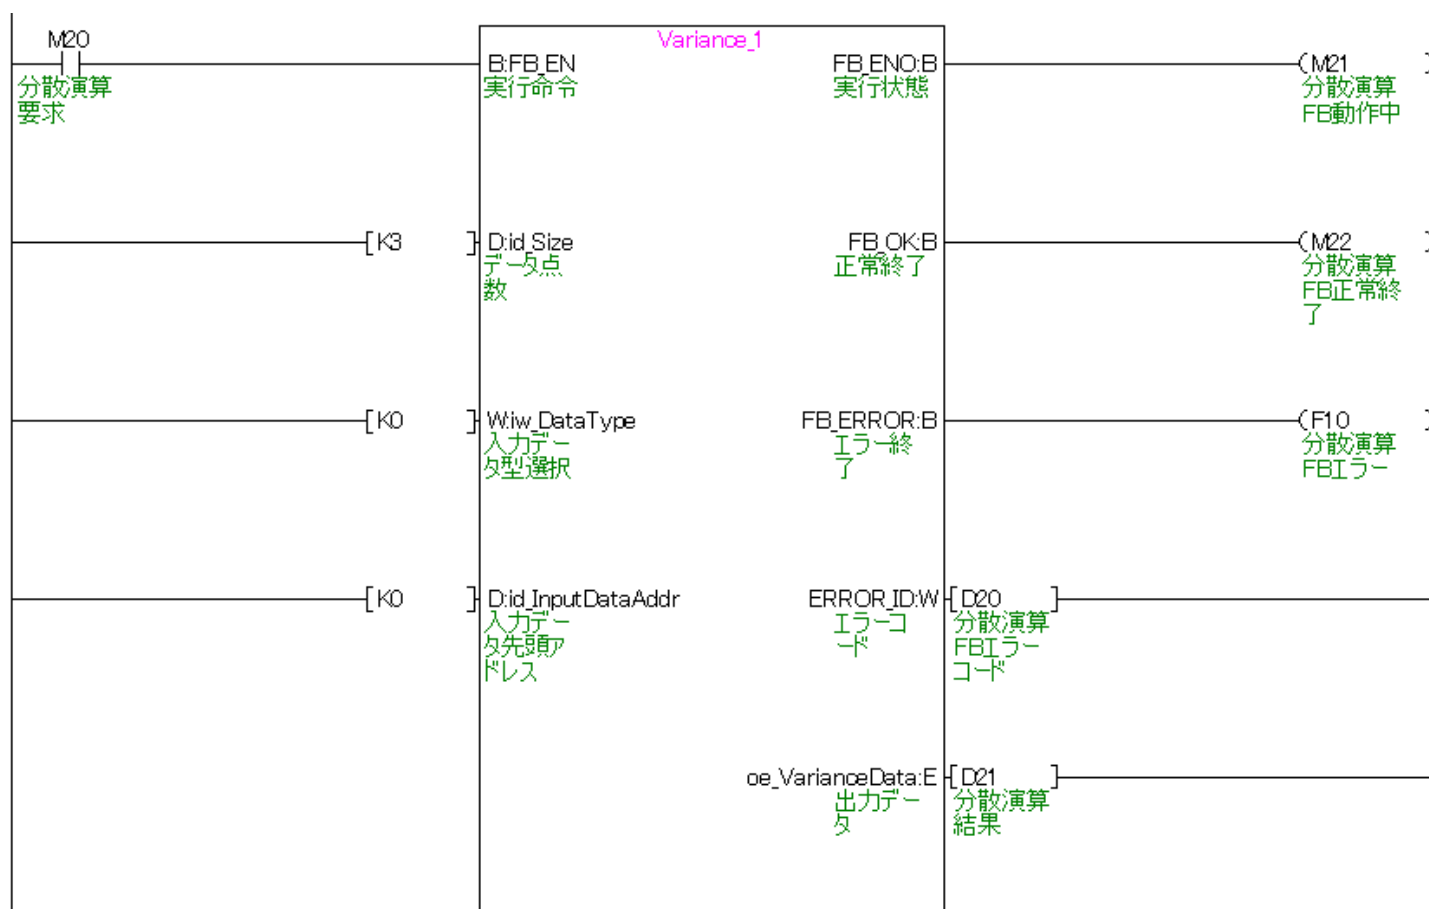 Variance_1
M20
分散演算
要求
B:FB_EN
実行命令
FB_ENO:B
実行状態
M21
分散演算
FB動作中
K3
D:id_Size
データ点
数
FB_OK:B
正常終了
M22
分散演算
FB正常終
了
K0
W:iw_DataType
入力デー
タ型選択
FB_ERROR:B
エラー終
了
F10
分散演算
FBエラー
K0
D:id_InputDataAddr
入力デー
タ先頭ア
ドレス
ERROR_ID:W
エラーコ
ード
D20
分散演算
FBエラー
コード
oe_VarianceData:E
出力デー
タ
D21
分散演算
結果